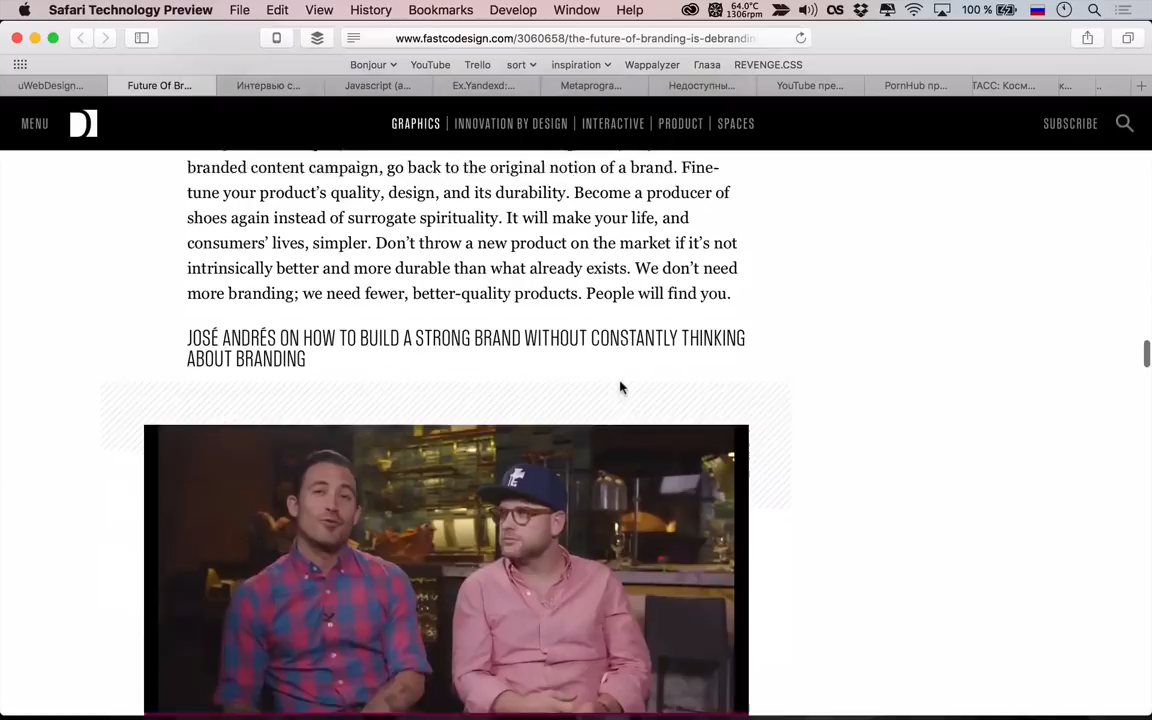 Safari Technology Preview File Edit View History Bookmarks Develop Window Help 64.0°C 1306rpm 100 %
www.fastcodesign.com/3060658/the-future-of-branding-is-debrandin
Bonjour YouTube Trello sort inspiration Wappalyzer Глаза REVENGE.CSS
uWebDesign... Future Of Br... Интервью с... Javascript (a... Ex.Yandexd:... Metaprogra... Недоступны... YouTube пре... PornHub пр... ТАСС: Косм... к... ..
MENU GRAPHICS | INNOVATION BY DESIGN | INTERACTIVE | PRODUCT | SPACES SUBSCRIBE
branded content campaign, go back to the original notion of a brand. Fine-
tune your product’s quality, design, and its durability. Become a producer of
shoes again instead of surrogate spirituality. It will make your life, and
consumers’ lives, simpler. Don’t throw a new product on the market if it’s not
intrinsically better and more durable than what already exists. We don’t need
more branding; we need fewer, better-quality products. People will find you.
JOSÉ ANDRÉS ON HOW TO BUILD A STRONG BRAND WITHOUT CONSTANTLY THINKING
ABOUT BRANDING